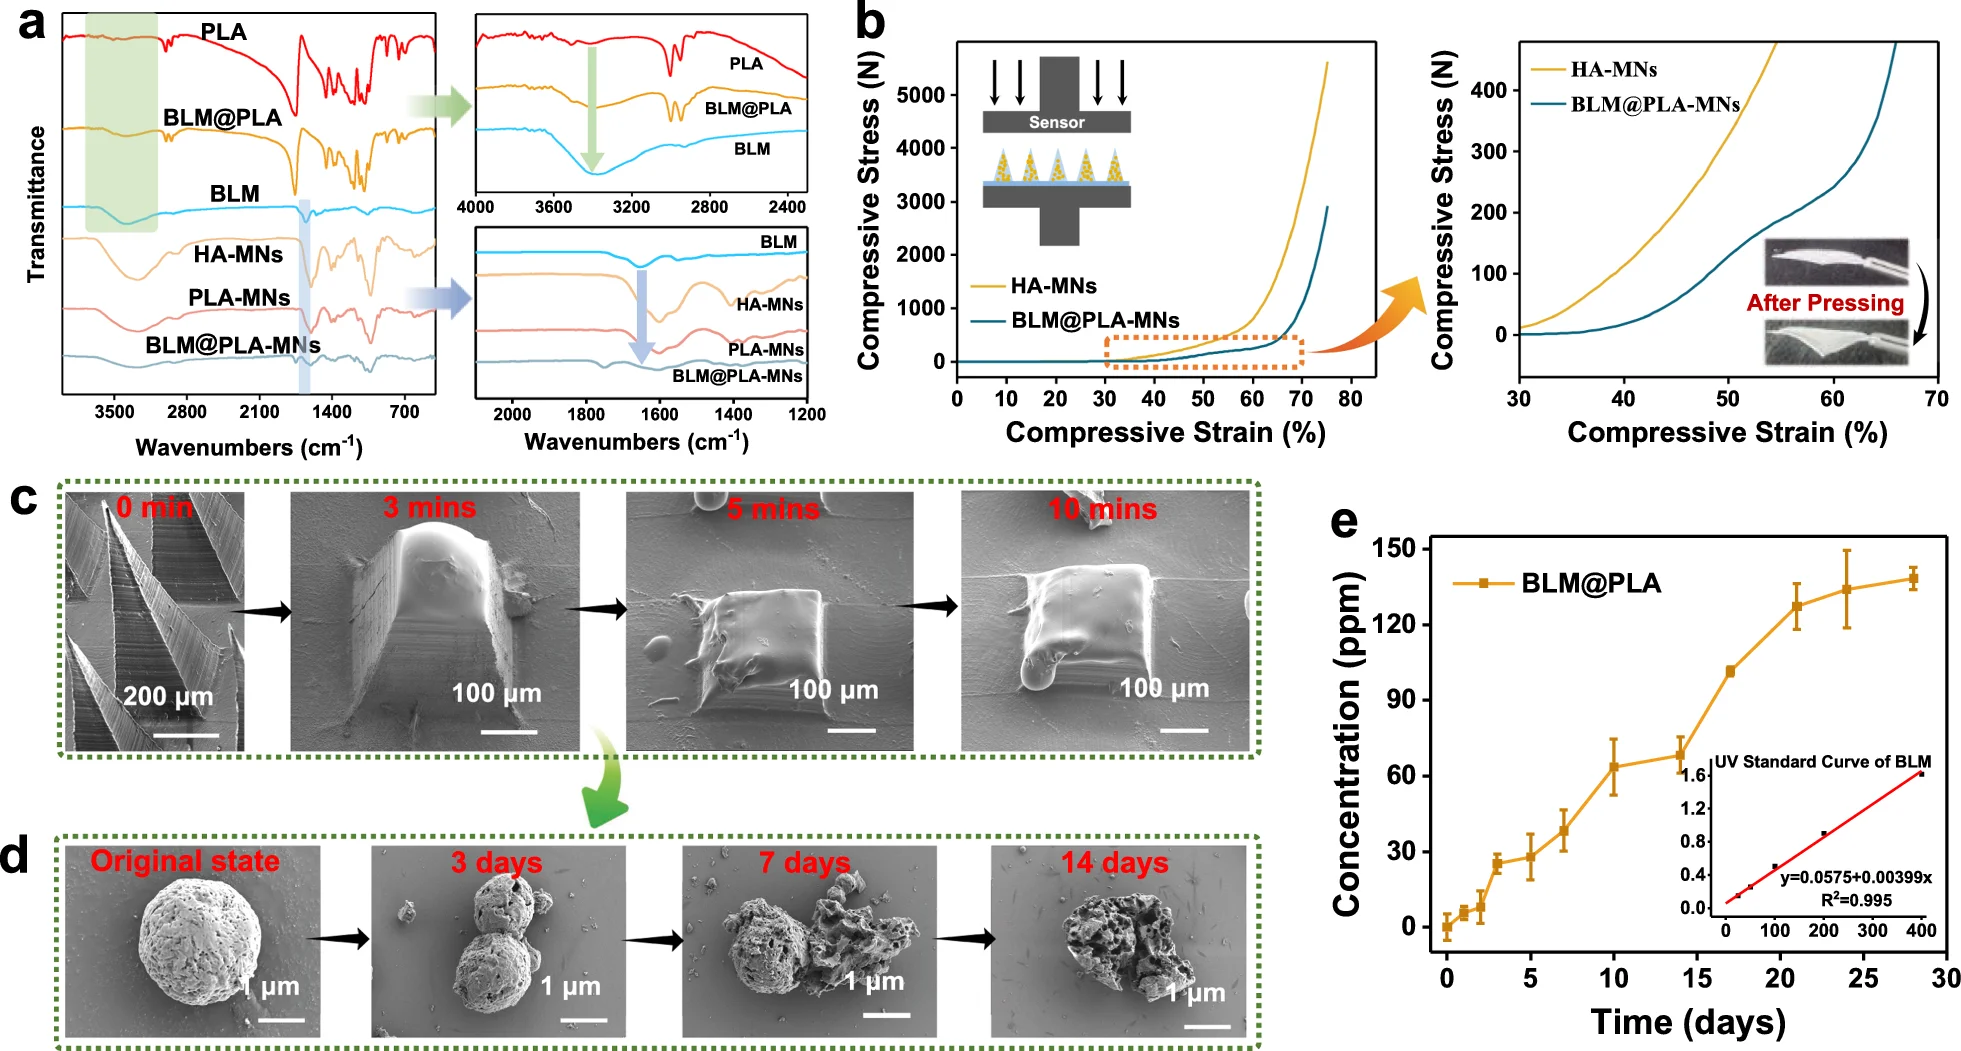 a
PLA
BLM@PLA
BLM
HA-MNs
PLA-MNs
BLM@PLA-MNs
Transmittance
3500 2800 2100 1400 700
Wavenumbers (cm⁻¹)
PLA
BLM@PLA
BLM
4000 3600 3200 2800 2400
BLM
HA-MNs
PLA-MNs
BLM@PLA-MNs
2000 1800 1600 1400 1200
Wavenumbers (cm⁻¹)
b
Compressive Stress (N)
5000
4000
3000
2000
1000
0
Sensor
HA-MNs
BLM@PLA-MNs
0 10 20 30 40 50 60 70 80
Compressive Strain (%)
Compressive Stress (N)
400
300
200
100
0
HA-MNs
BLM@PLA-MNs
After Pressing
30 40 50 60 70
Compressive Strain (%)
c
0 min
200 μm
3 mins
100 μm
5 mins
100 μm
10 mins
100 μm
d
Original state
1 μm
3 days
1 μm
7 days
1 μm
14 days
1 μm
e
Concentration (ppm)
150
120
90
60
30
0
BLM@PLA
UV Standard Curve of BLM
1.6
1.2
0.8
0.4
0.0
y=0.0575+0.00399x
R²=0.995
0 100 200 300 400
0 5 10 15 20 25 30
Time (days)